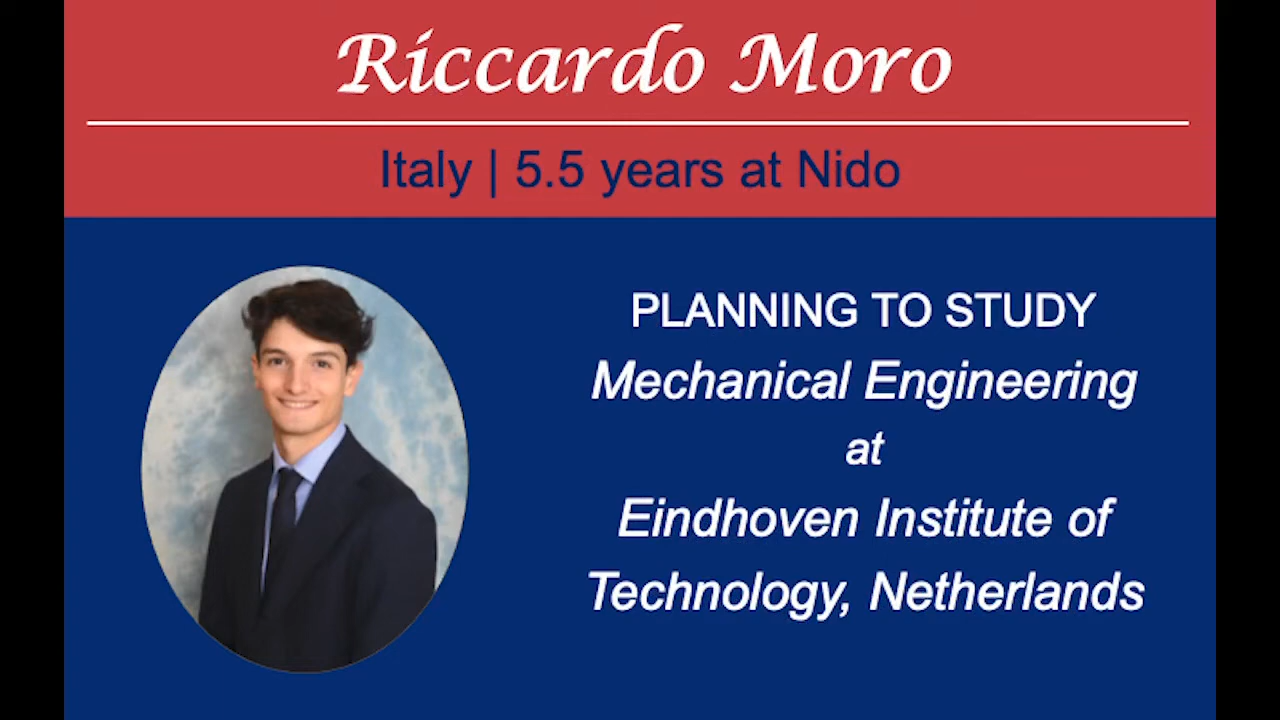 Riccardo Moro
Italy | 5.5 years at Nido
PLANNING TO STUDY
Mechanical Engineering
at
Eindhoven Institute of
Technology, Netherlands